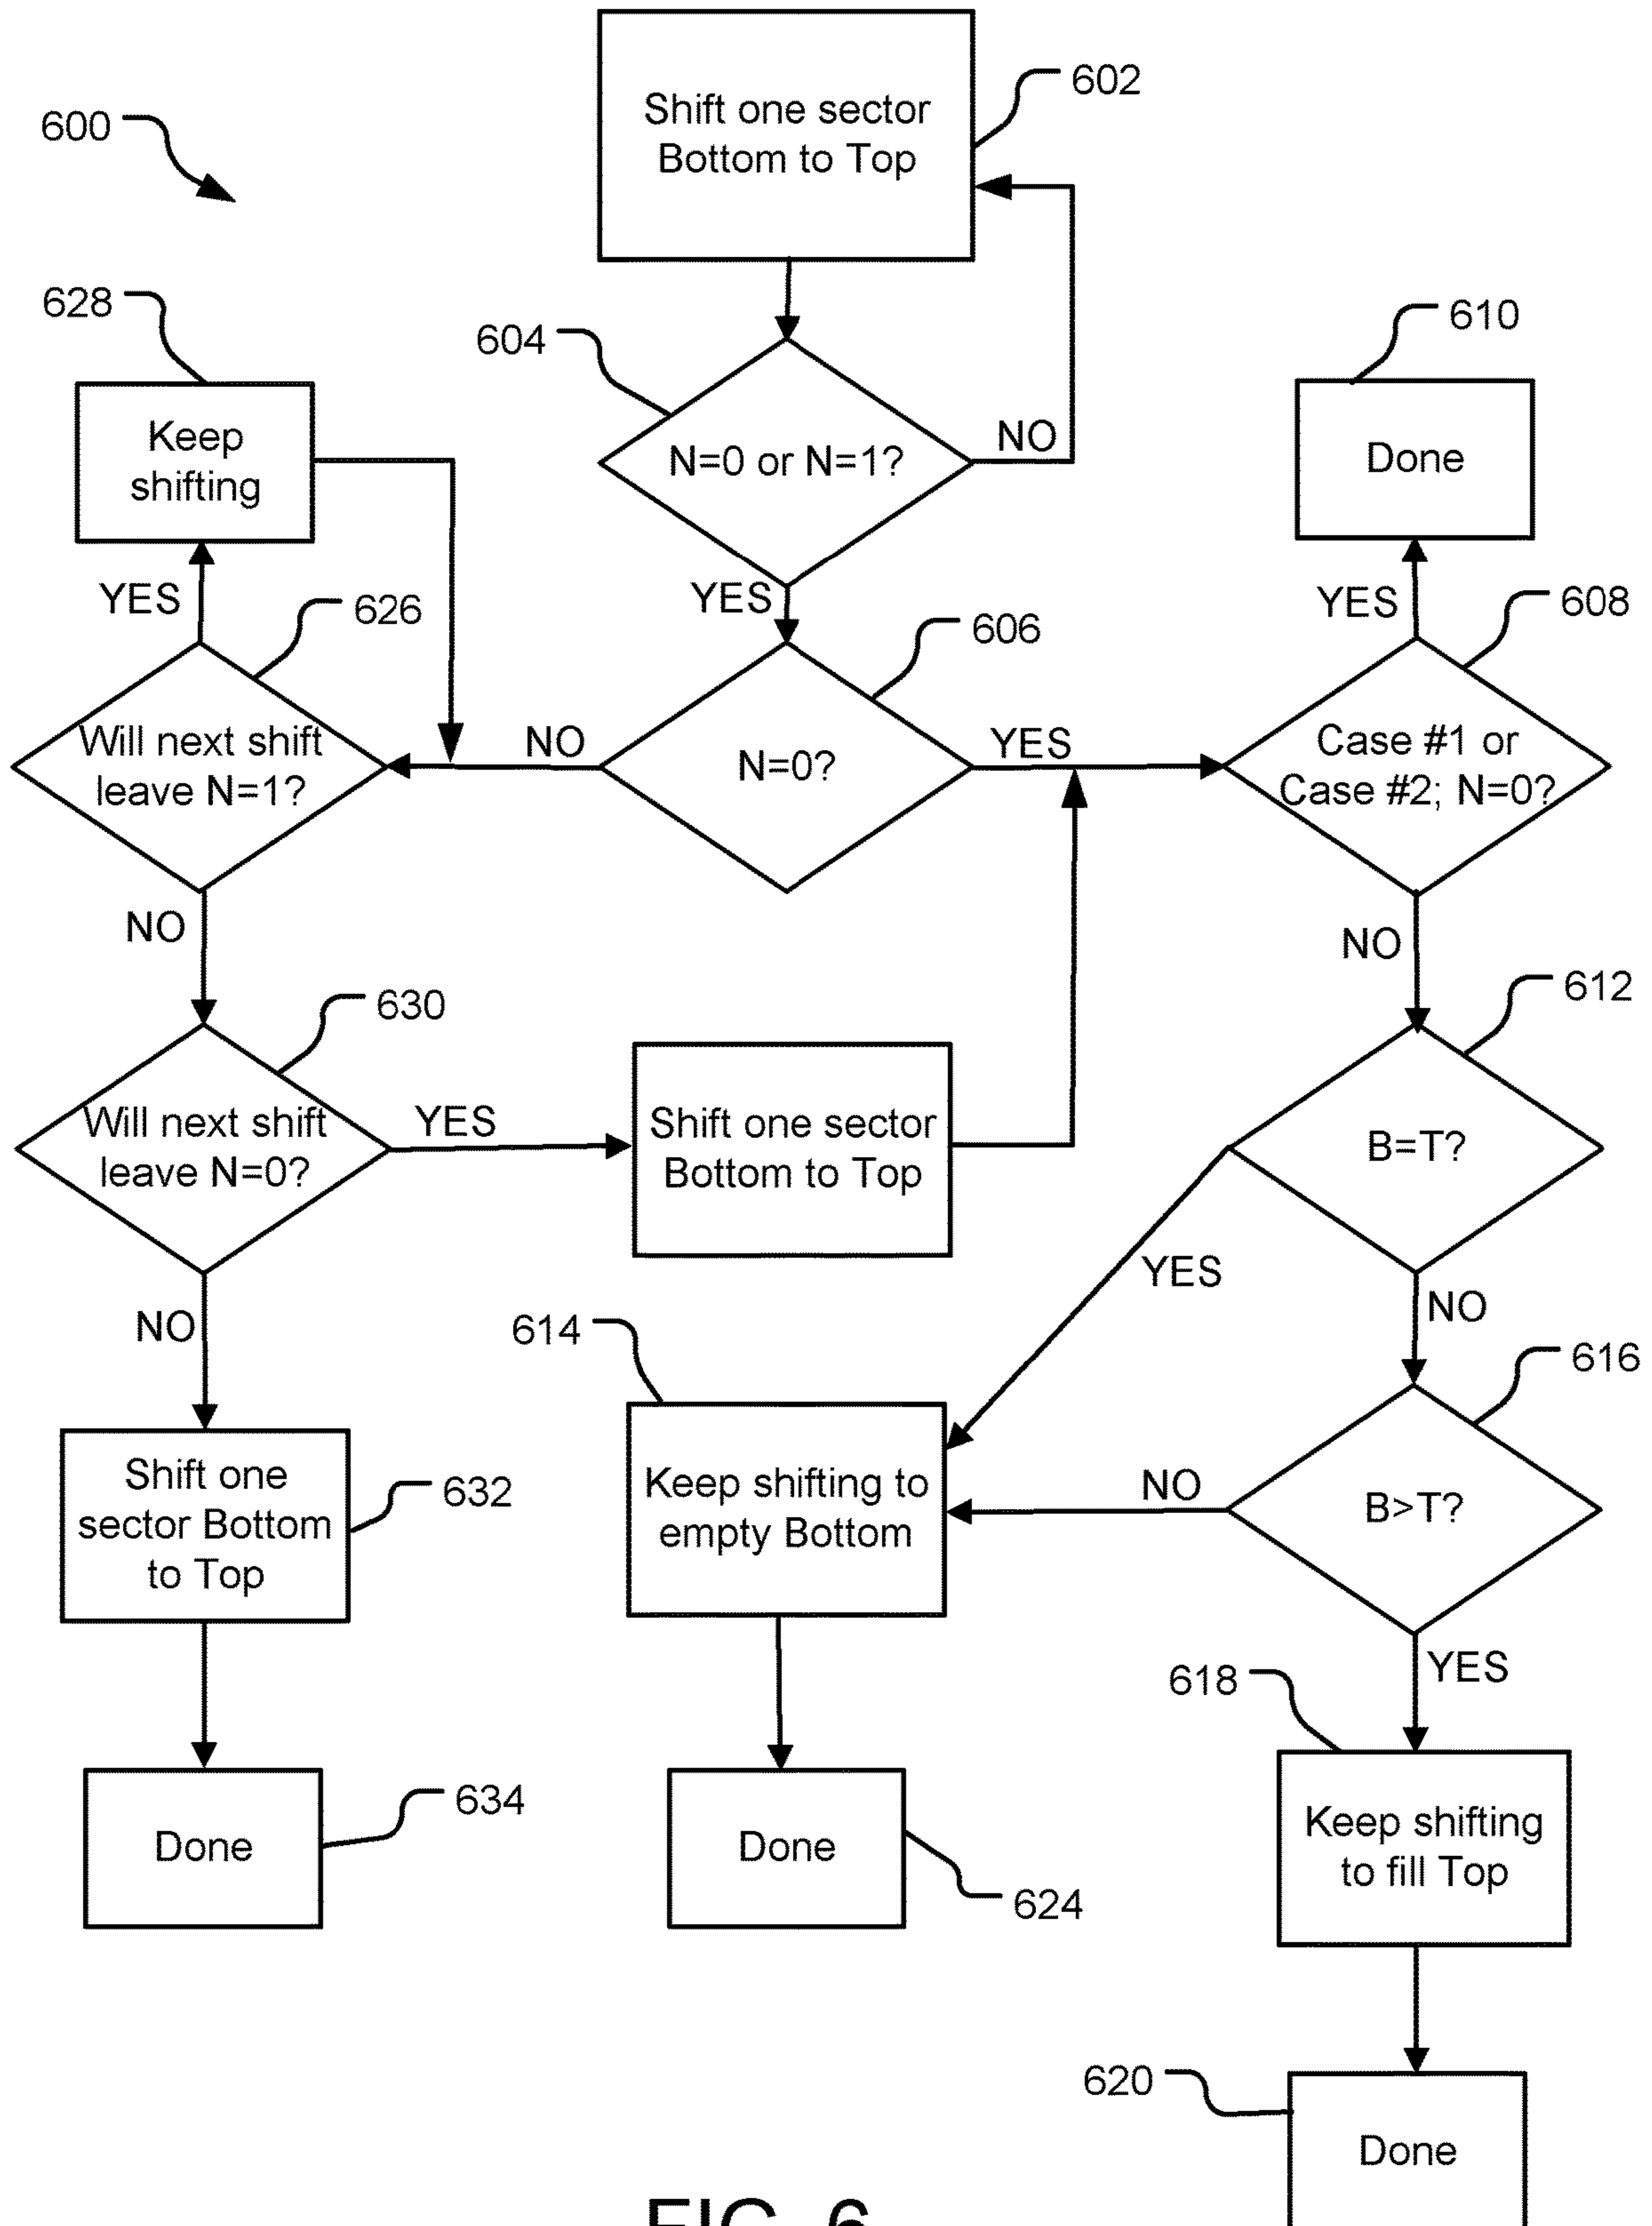 600
Shift one sector
Bottom to Top
602
628
Keep
shifting
604
N=0 or N=1?
NO
610
Done
YES
626
YES
606
YES
608
Will next shift
leave N=1?
NO
N=0?
YES
Case #1 or
Case #2; N=0?
NO
NO
630
612
Will next shift
leave N=0?
YES
Shift one sector
Bottom to Top
B=T?
YES
NO
NO
614
616
Shift one
sector Bottom
to Top
632
Keep shifting to
empty Bottom
NO
B>T?
YES
618
Done
634
Done
624
Keep shifting
to fill Top
620
Done
FIG. 6